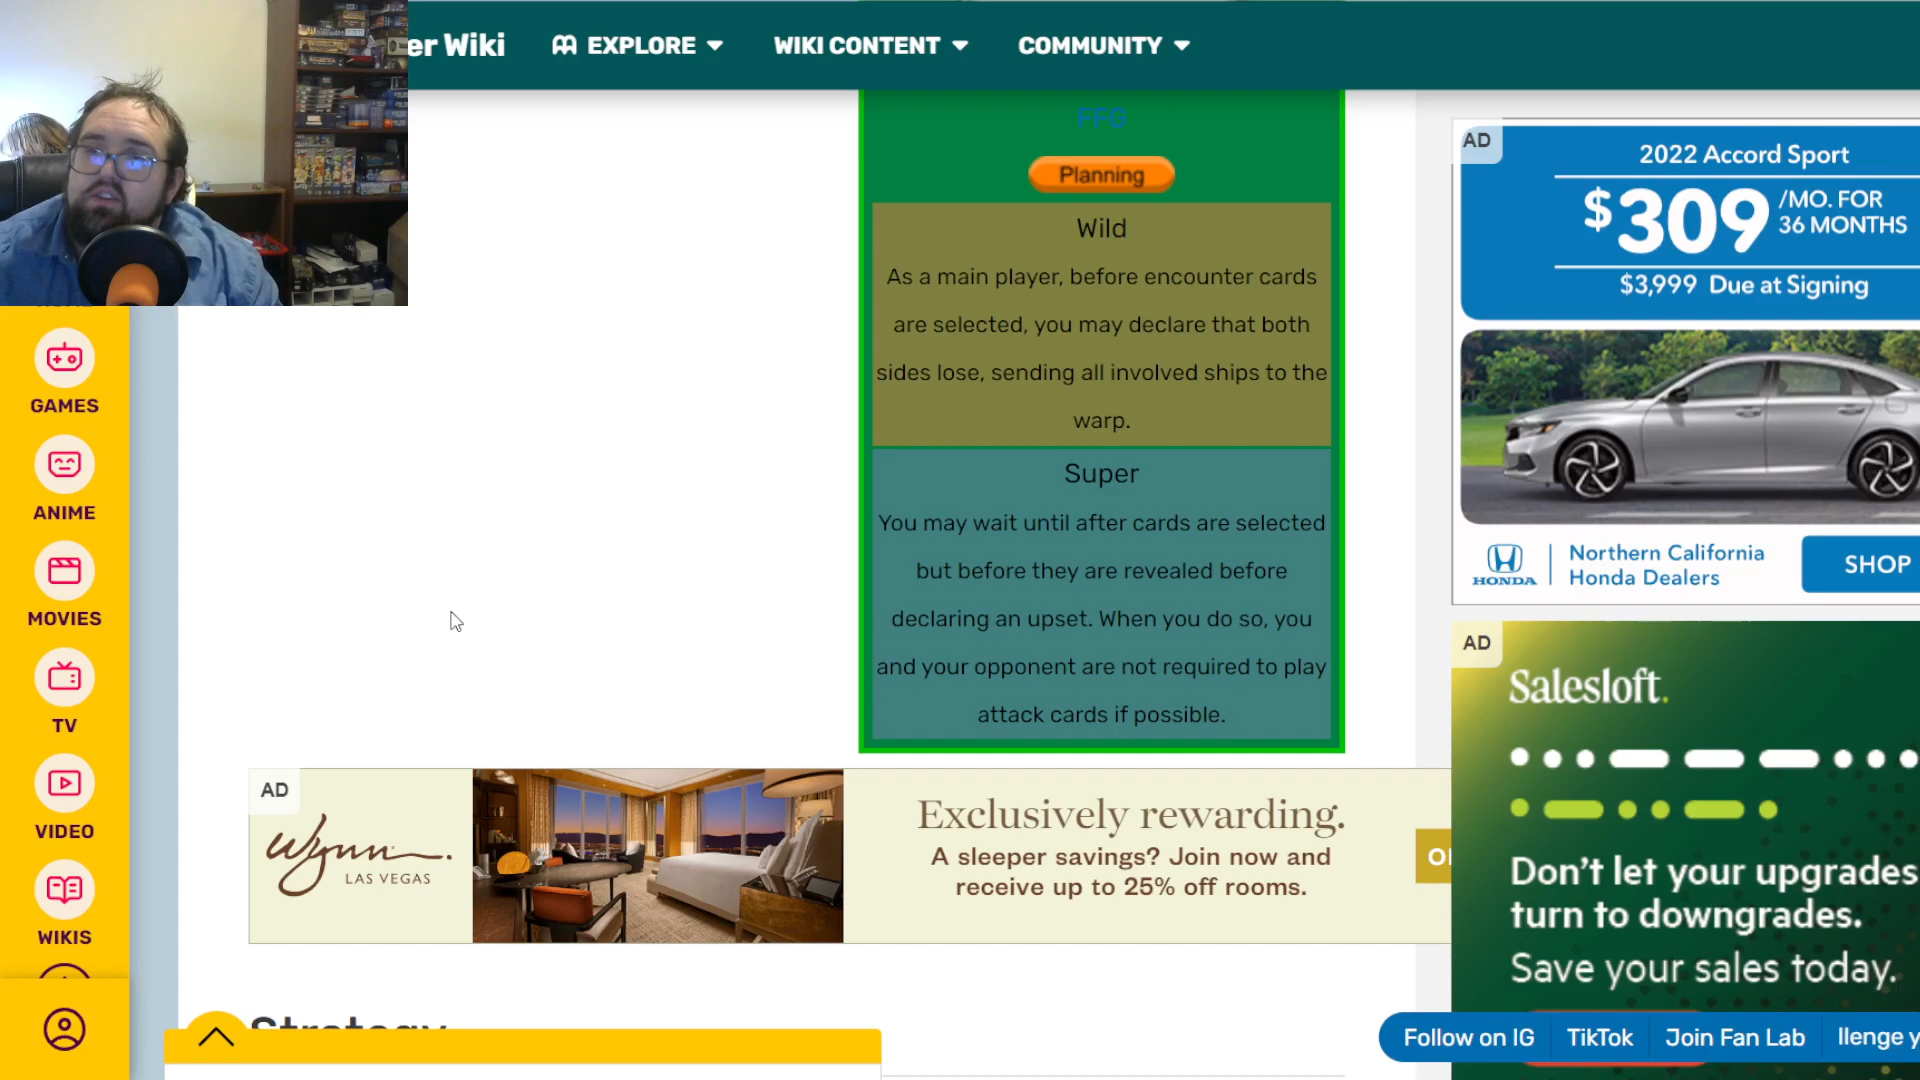 er Wiki
EXPLORE
WIKI CONTENT
COMMUNITY
FFG
Planning
Wild
As a main player, before encounter cards
are selected, you may declare that both
sides lose, sending all involved ships to the
warp.
Super
You may wait until after cards are selected
but before they are revealed before
declaring an upset. When you do so, you
and your opponent are not required to play
attack cards if possible.
GAMES
ANIME
MOVIES
TV
VIDEO
WIKIS
AD
2022 Accord Sport
$309 /MO. FOR
36 MONTHS
$3,999 Due at Signing
HONDA
Northern California
Honda Dealers
SHOP
AD
Salesloft.
Don't let your upgrades
turn to downgrades.
Save your sales today.
AD
Wynn
LAS VEGAS
Exclusively rewarding.
A sleeper savings? Join now and
receive up to 25% off rooms.
Strategy
Follow on IG
TikTok
Join Fan Lab
llenge y